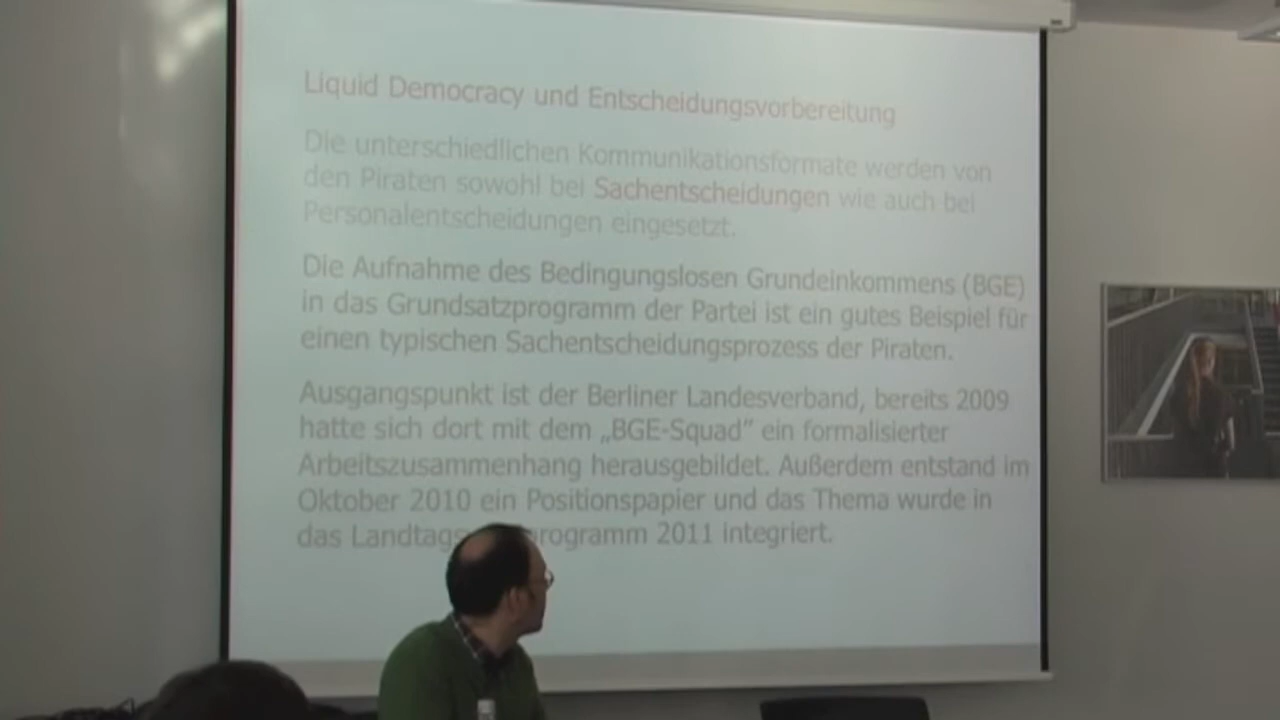 Liquid Democracy und Entscheidungsvorbereitung
Die unterschiedlichen Kommunikationsformate werden von
den Piraten sowohl bei Sachentscheidungen wie auch bei
Personalentscheidungen eingesetzt.
Die Aufnahme des Bedingungslosen Grundeinkommens (BGE)
in das Grundsatzprogramm der Partei ist ein gutes Beispiel für
einen typischen Sachentscheidungsprozess der Piraten.
Ausgangspunkt ist der Berliner Landesverband, bereits 2009
hatte sich dort mit dem „BGE-Squad” ein formalisierter
Arbeitszusammenhang herausgebildet. Außerdem entstand im
Oktober 2010 ein Positionspapier und das Thema wurde in
das 2011 integriert.